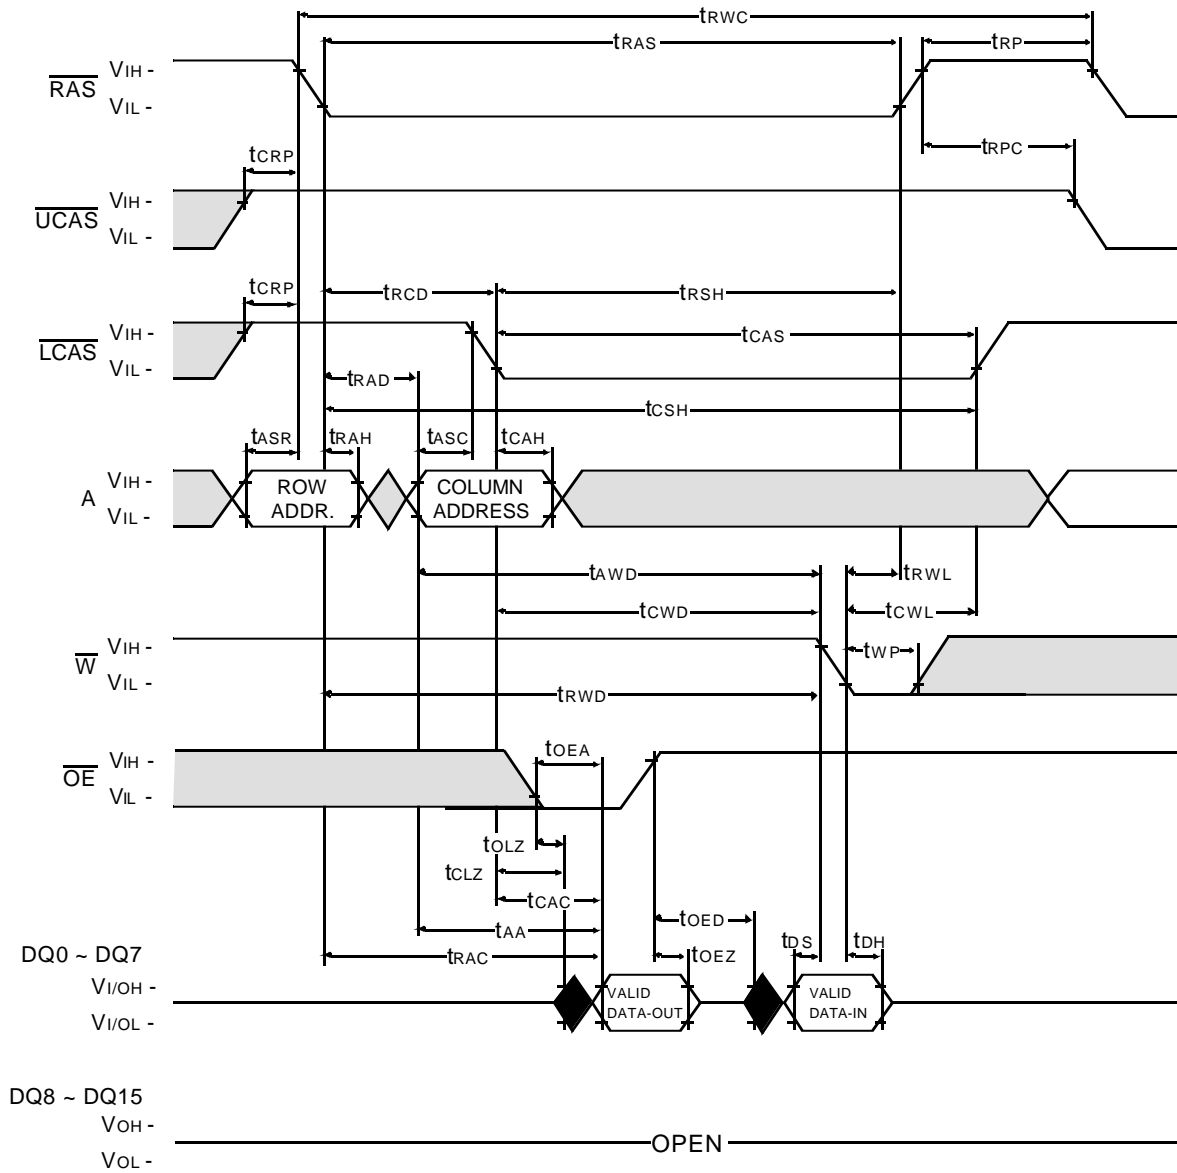 tRWC
tRAS
tRP
RAS
VIH -
VIL -
tCRP
tRPC
UCAS
VIH -
VIL -
tCRP
tRCD
tRSH
LCAS
VIH -
VIL -
tCAS
tRAD
tCSH
tASR
tRAH
tASC
tCAH
A
VIH -
VIL -
ROW
ADDR.
COLUMN
ADDRESS
tAWD
tRWL
tCWD
tCWL
W
VIH -
VIL -
tWP
tRWD
OE
VIH -
VIL -
tOEA
tOLZ
tCLZ
tCAC
tOED
tAA
tDS
tDH
DQ0 ~ DQ7
tRAC
tOEZ
VI/OH -
VI/OL -
VALID
DATA-OUT
VALID
DATA-IN
DQ8 ~ DQ15
VOH -
VOL -
OPEN